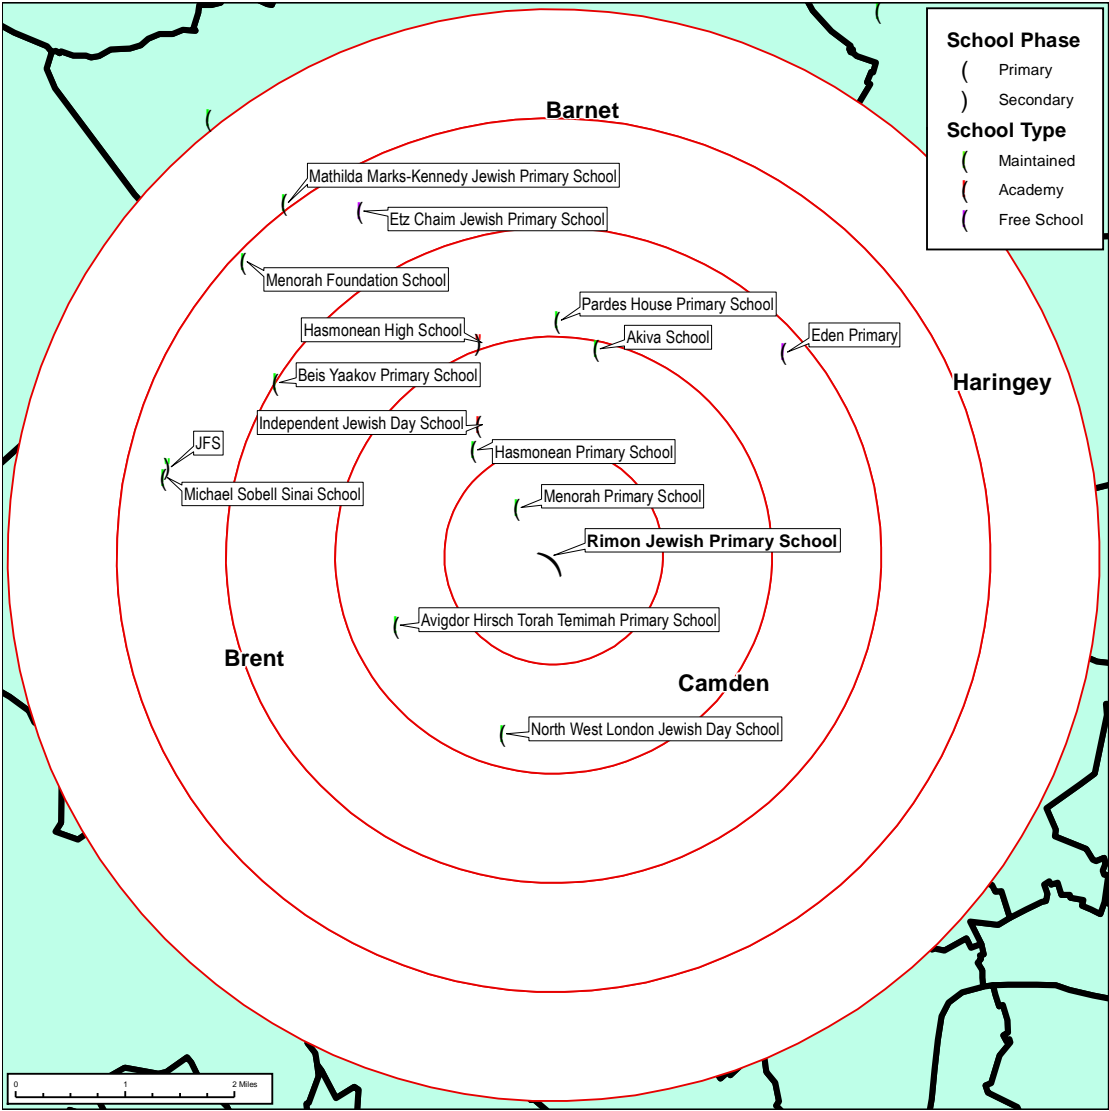 School Phase
( Primary
) Secondary
School Type
( Maintained
( Academy
( Free School
Barnet
Mathilda Marks-Kennedy Jewish Primary School
Etz Chaim Jewish Primary School
Menorah Foundation School
Pardes House Primary School
Hasmonean High School
Akiva School
Eden Primary
Beis Yaakov Primary School
Haringey
Independent Jewish Day School
JFS
Hasmonean Primary School
Michael Sobell Sinai School
Menorah Primary School
Rimon Jewish Primary School
Avigdor Hirsch Torah Temimah Primary School
Brent
Camden
North West London Jewish Day School
0 1 2 Miles